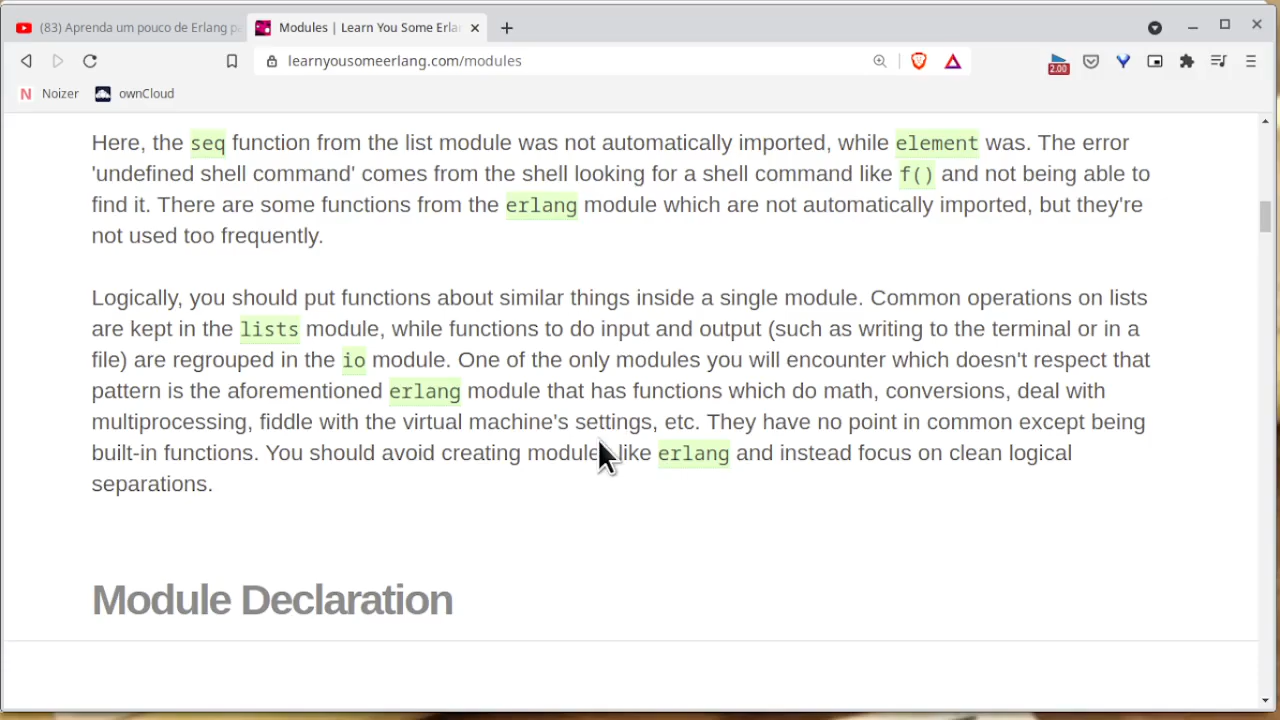 (83) Aprenda um pouco de Erlang
Modules | Learn You Some Erla
learnyousomeerlang.com/modules
2.00
N Noizer
ownCloud
Here, the seq function from the list module was not automatically imported, while element was. The error
'undefined shell command' comes from the shell looking for a shell command like f() and not being able to
find it. There are some functions from the erlang module which are not automatically imported, but they're
not used too frequently.
Logically, you should put functions about similar things inside a single module. Common operations on lists
are kept in the lists module, while functions to do input and output (such as writing to the terminal or in a
file) are regrouped in the io module. One of the only modules you will encounter which doesn't respect that
pattern is the aforementioned erlang module that has functions which do math, conversions, deal with
multiprocessing, fiddle with the virtual machine's settings, etc. They have no point in common except being
built-in functions. You should avoid creating modules like erlang and instead focus on clean logical
separations.
Module Declaration